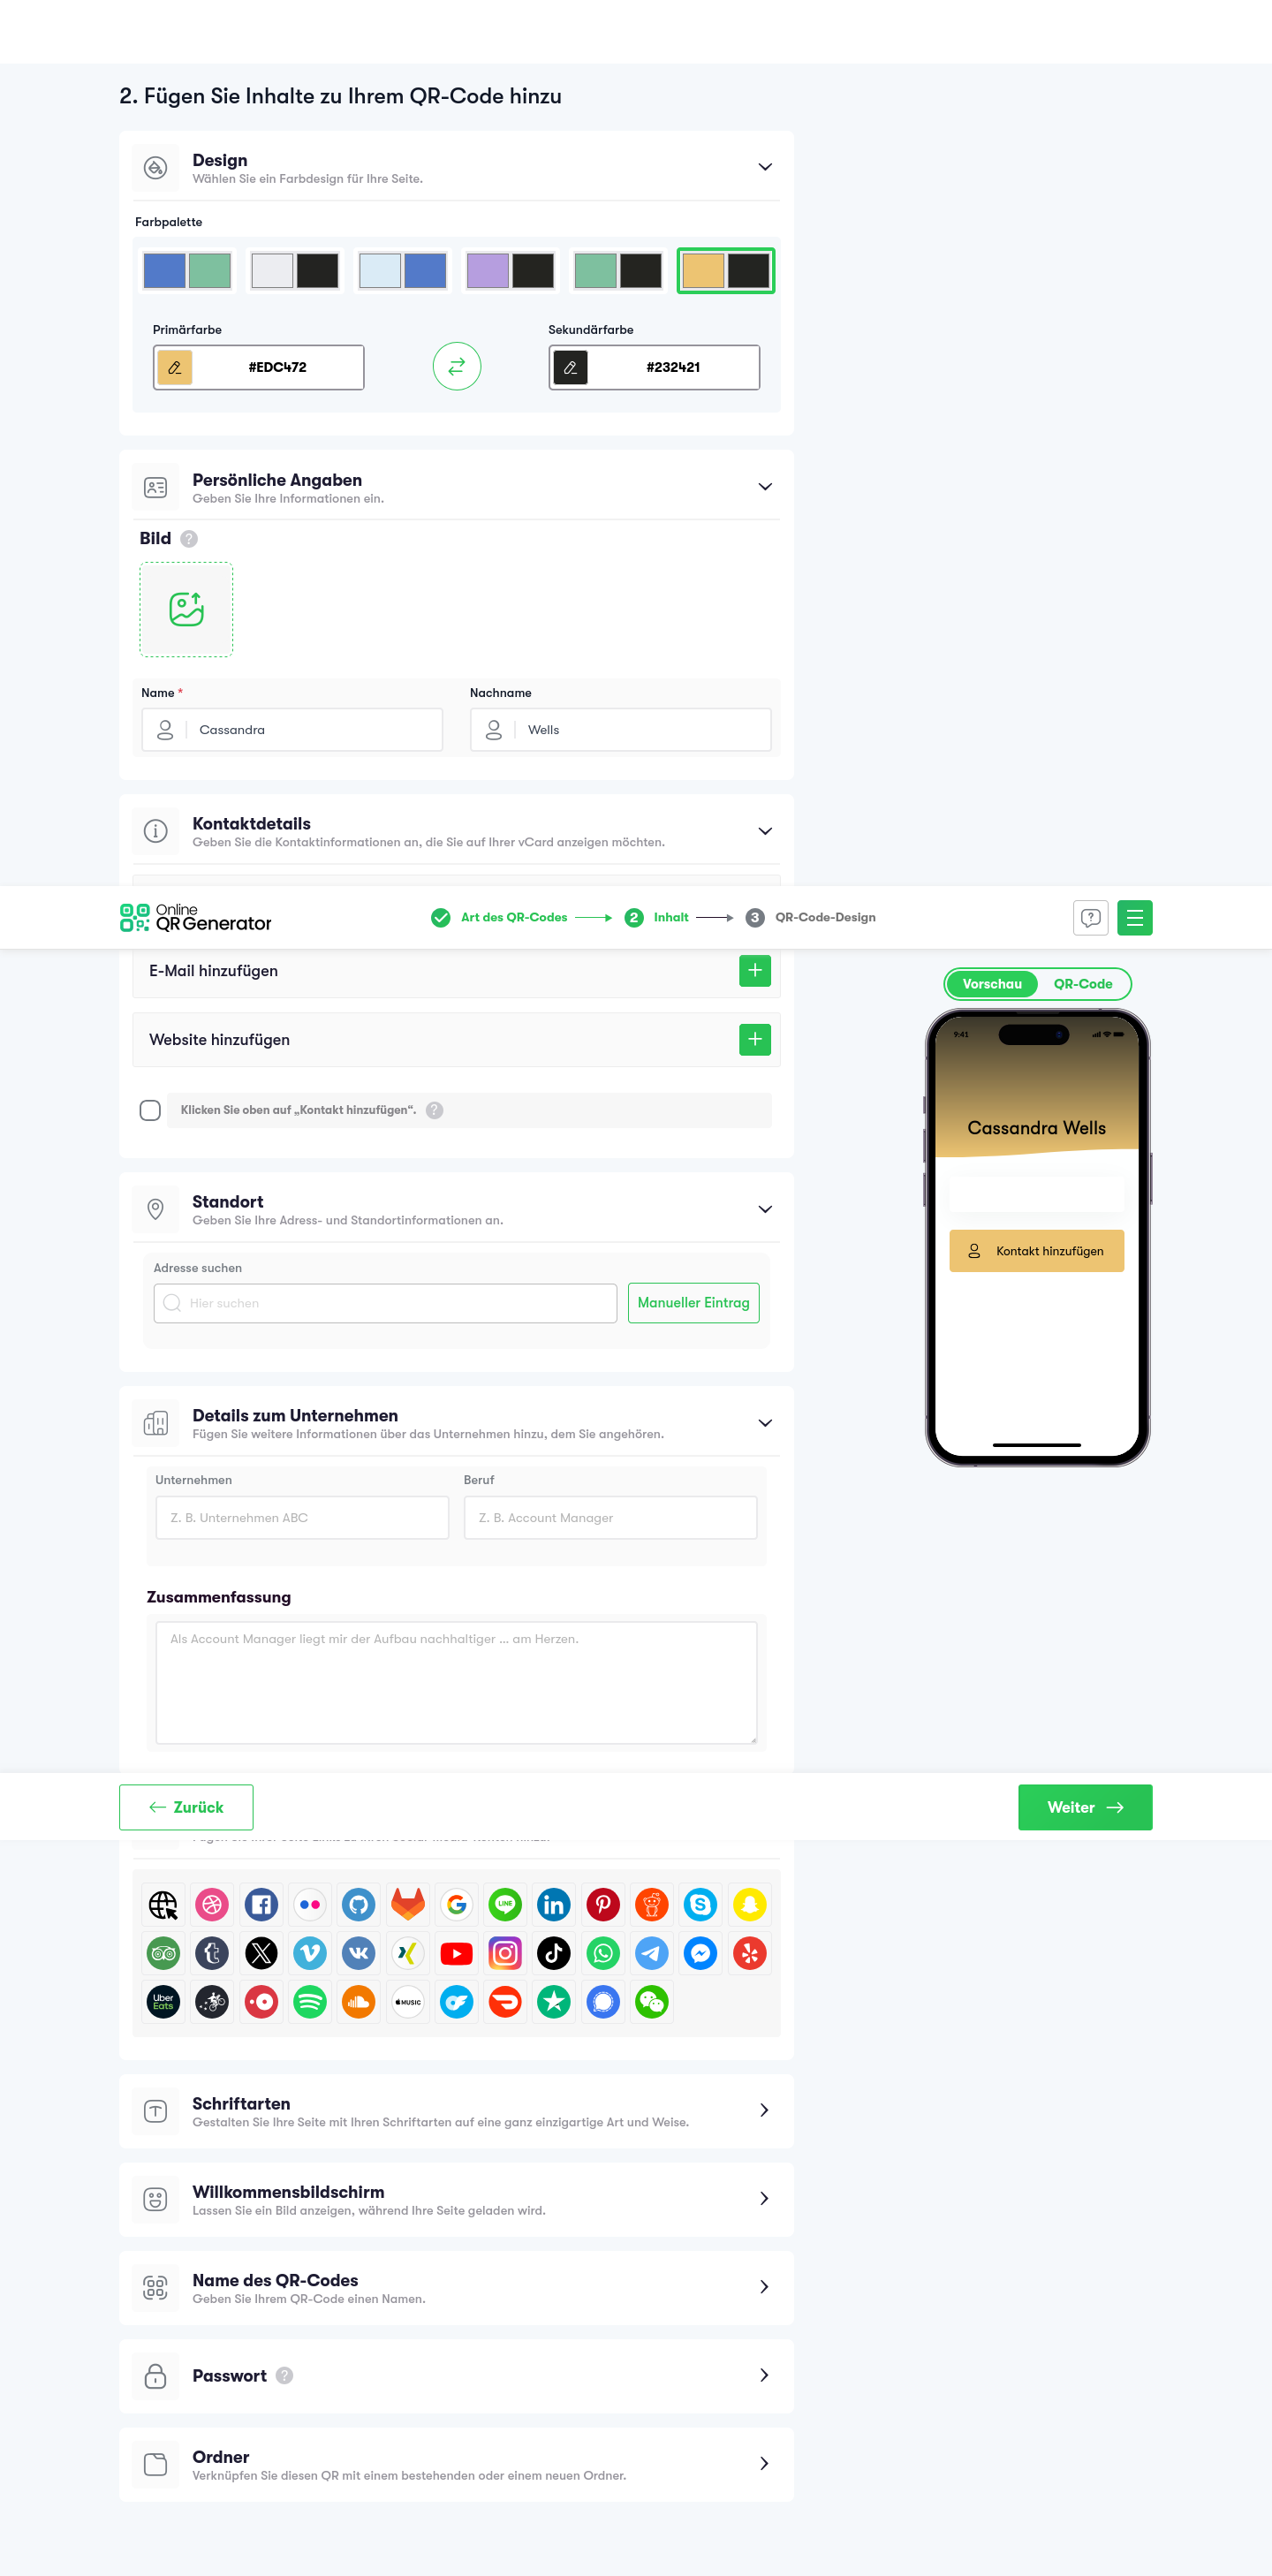 2. Fügen Sie Inhalte zu Ihrem QR-Code hinzu
Design
Wählen Sie ein Farbdesign für Ihre Seite.
Farbpalette
Primärfarbe
Sekundärfarbe
#EDC472
#232421
Persönliche Angaben
Geben Sie Ihre Informationen ein.
Bild ?
Name *
Nachname
Cassandra
Wells
Kontaktdetails
Geben Sie die Kontaktinformationen an, die Sie auf Ihrer vCard anzeigen möchten.
Online
QR Generator
Art des QR-Codes
2 Inhalt
3 QR-Code-Design
E-Mail hinzufügen
Website hinzufügen
Klicken Sie oben auf „Kontakt hinzufügen“. ?
Vorschau
QR-Code
9:41
Cassandra Wells
Kontakt hinzufügen
Standort
Geben Sie Ihre Adress- und Standortinformationen an.
Adresse suchen
Hier suchen
Manueller Eintrag
Details zum Unternehmen
Fügen Sie weitere Informationen über das Unternehmen hinzu, dem Sie angehören.
Unternehmen
Beruf
Z. B. Unternehmen ABC
Z. B. Account Manager
Zusammenfassung
Als Account Manager liegt mir der Aufbau nachhaltiger ... am Herzen.
Zurück
Weiter
LINE
Uber
Eats
MUSIC
Schriftarten
Gestalten Sie Ihre Seite mit Ihren Schriftarten auf eine ganz einzigartige Art und Weise.
Willkommensbildschirm
Lassen Sie ein Bild anzeigen, während Ihre Seite geladen wird.
Name des QR-Codes
Geben Sie Ihrem QR-Code einen Namen.
Passwort ?
Ordner
Verknüpfen Sie diesen QR mit einem bestehenden oder einem neuen Ordner.